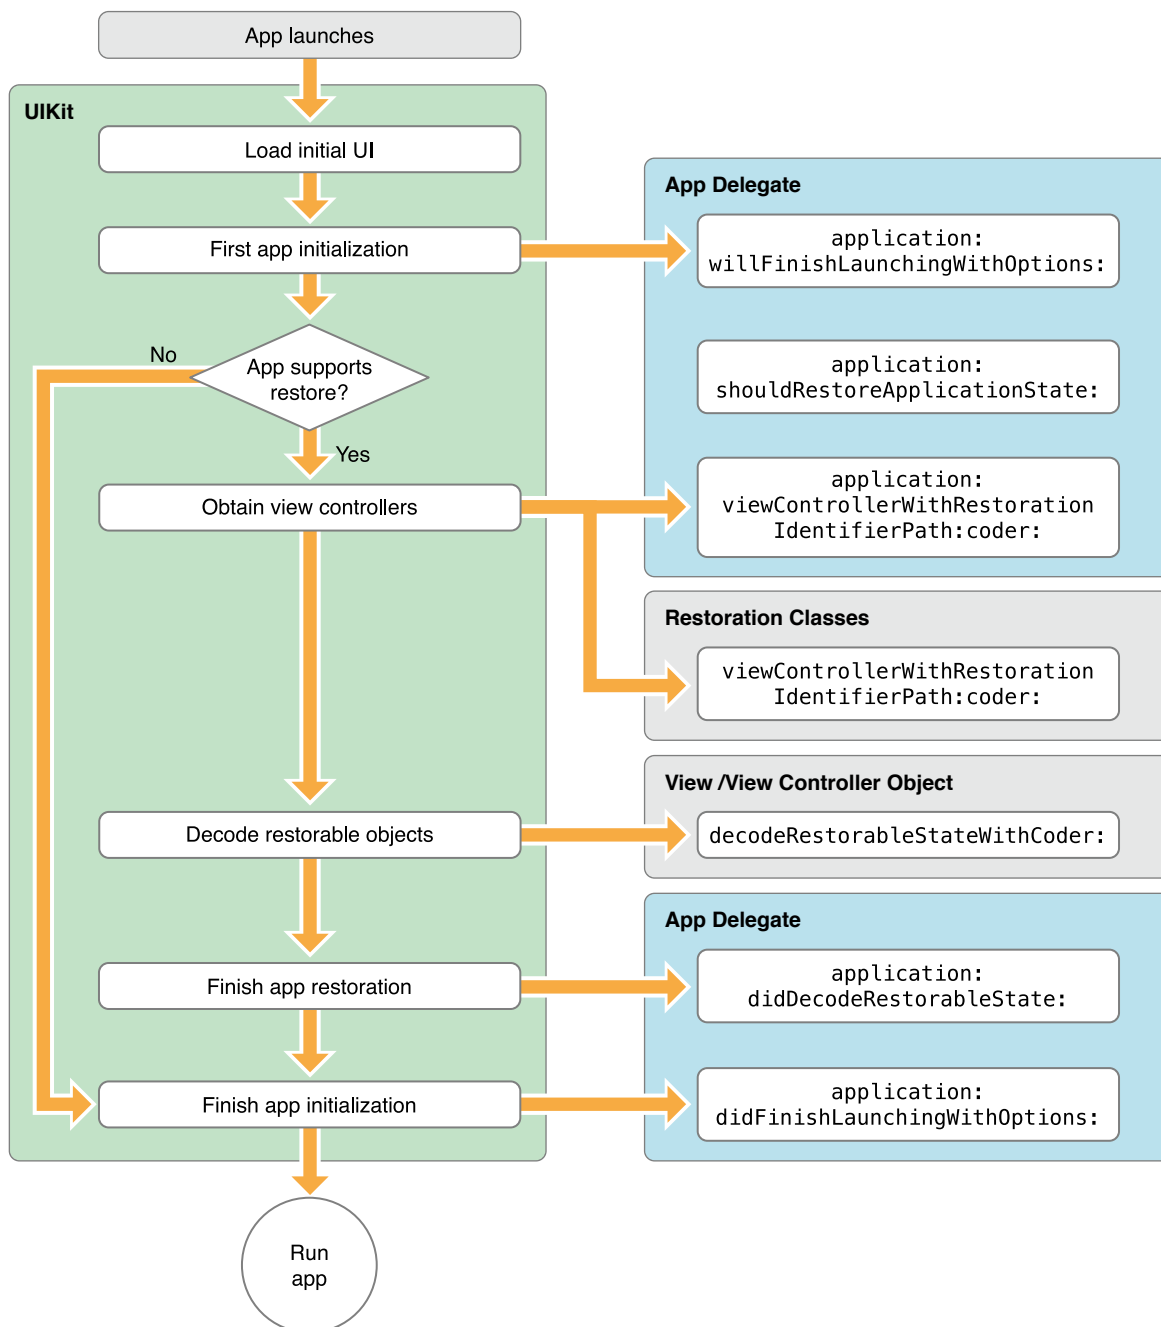 App launches
UIKit
Load initial UI
First app initialization
App Delegate
application:
willFinishLaunchingWithOptions:
No
App supports
restore?
application:
shouldRestoreApplicationState:
Yes
Obtain view controllers
application:
viewControllerWithRestoration
IdentifierPath:coder:
Restoration Classes
viewControllerWithRestoration
IdentifierPath:coder:
View /View Controller Object
Decode restorable objects
decodeRestorableStateWithCoder:
App Delegate
Finish app restoration
application:
didDecodeRestorableState:
Finish app initialization
application:
didFinishLaunchingWithOptions:
Run
app